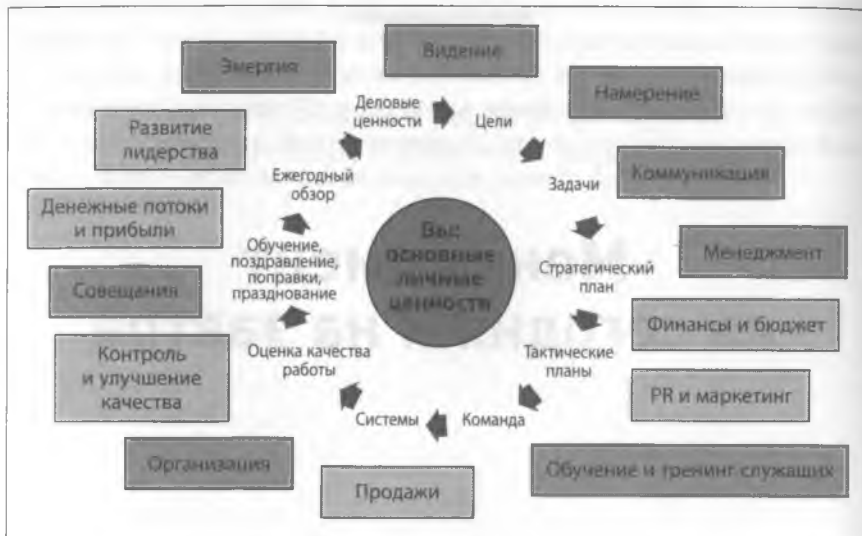 Видение
Энергия
Намерение
Деловые
ценности
Цели
Развитие
лидерства
Ежегодный
обзор
Задачи
Коммуникация
Денежные потоки
и прибыли
Обучение,
поздравление,
поправки,
празднование
Вы:
основные
личные
ценности
Стратегический
план
Менеджмент
Совещания
Финансы и бюджет
Контроль
и улучшение
качества
Оценка качества
работы
Тактические
планы
PR и маркетинг
Системы
Команда
Организация
Продажи
Обучение и тренинг служащих